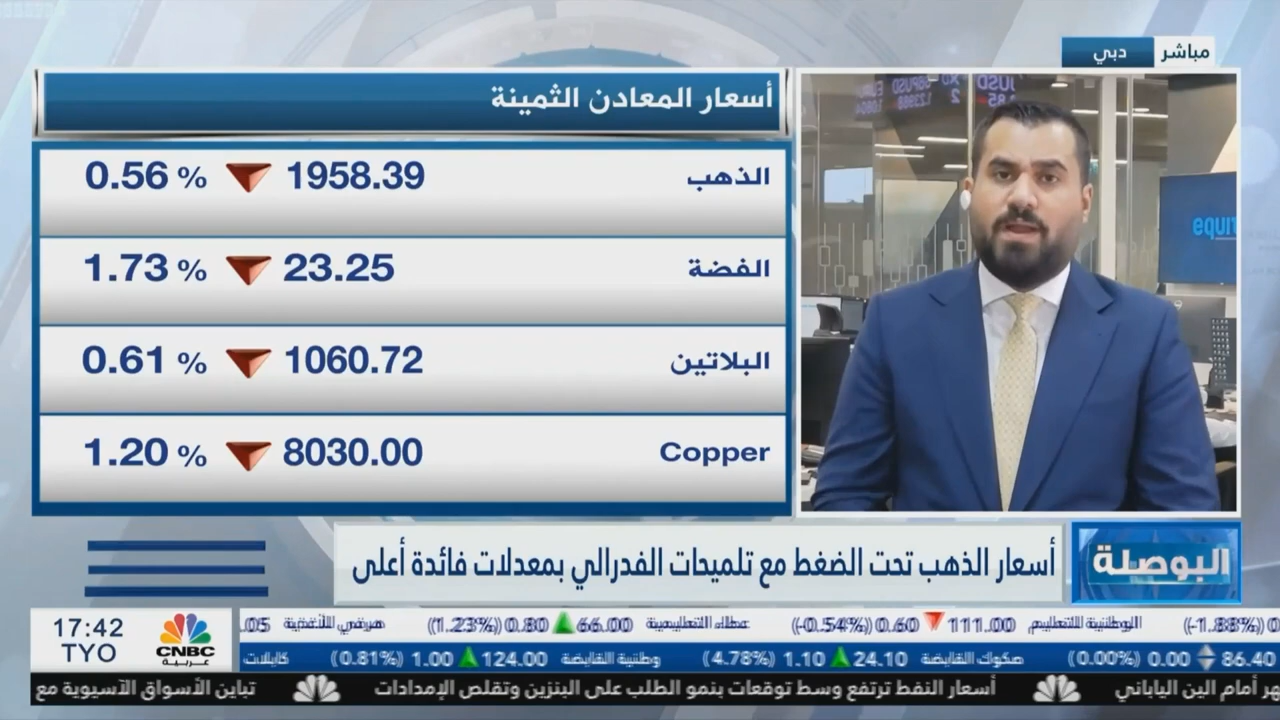 مباشر دبي
أسعار المعادن الثمينة
الذهب 1958.39 0.56 %
الفضة 23.25 1.73 %
البلاتين 1060.72 0.61 %
Copper 8030.00 1.20 %
أسعار الذهب تحت الضغط مع تلميحات الفدرالي بمعدلات فائدة أعلى
البوصلة
17:42
TYO
CNBC
عربية
(-1.88%) الوطنية للتعليم 111.00 0.60 (-0.54%) عطاء التعليمية 66.00 0.80 (1.23%)
86.40 0.00 (0.00%) صكوك القابضة 24.10 1.10 (4.78%) وطنية القابضة 124.00 1.00 (0.81%) كابلات
أمام الين الياباني أسعار النفط ترتفع وسط توقعات بنمو الطلب على البنزين وتقلص الإمدادات تباين الأسواق الآسيوية مع